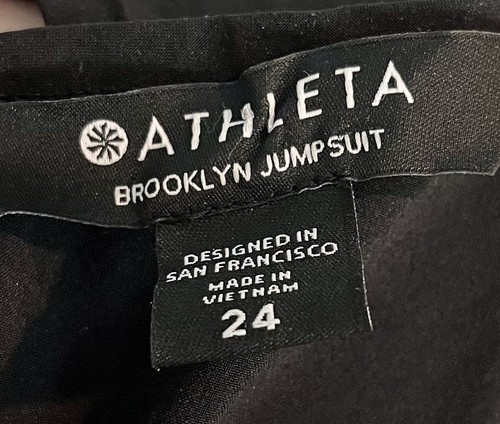 ATHLETA
BROOKLYN JUMPSUIT
DESIGNED IN
SAN FRANCISCO
MADE IN
VIETNAM
24